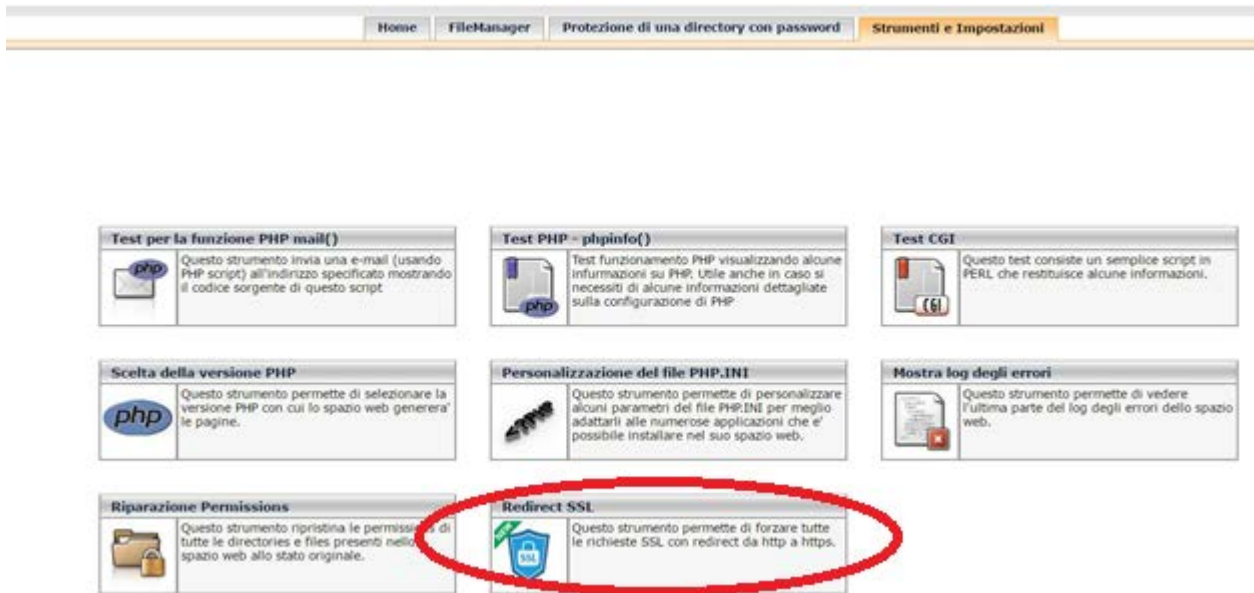 Home FileManager Protezione di una directory con password Strumenti e Impostazioni
Test per la funzione PHP mail()
php
Questo strumento invia una e-mail (usando
PHP script) all'indirizzo specificato mostrando
il codice sorgente di questo script
Test PHP - phpinfo()
php
Test funzionamento PHP visualizzando alcune
informazioni su PHP. Utile anche in caso si
necessiti di alcune informazioni dettagliate
sulla configurazione di PHP
Test CGI
CGI
Questo test consiste un semplice script in
PERL che restituisce alcune informazioni.
Scelta della versione PHP
php
Questo strumento permette di selezionare la
versione PHP con cui lo spazio web generera'
le pagine.
Personalizzazione del file PHP.INI
Questo strumento permette di personalizzare
alcuni parametri del file PHP.INI per meglio
adattarli alle numerose applicazioni che e'
possibile installare nel suo spazio web.
Mostra log degli errori
Questo strumento permette di vedere
l'ultima parte del log degli errori dello spazio
web.
Riparazione Permissions
Questo strumento ripristina le permissions di
tutte le directories e files presenti nello
spazio web allo stato originale.
Redirect SSL
NEW
SSL
Questo strumento permette di forzare tutte
le richieste SSL con redirect da http a https.